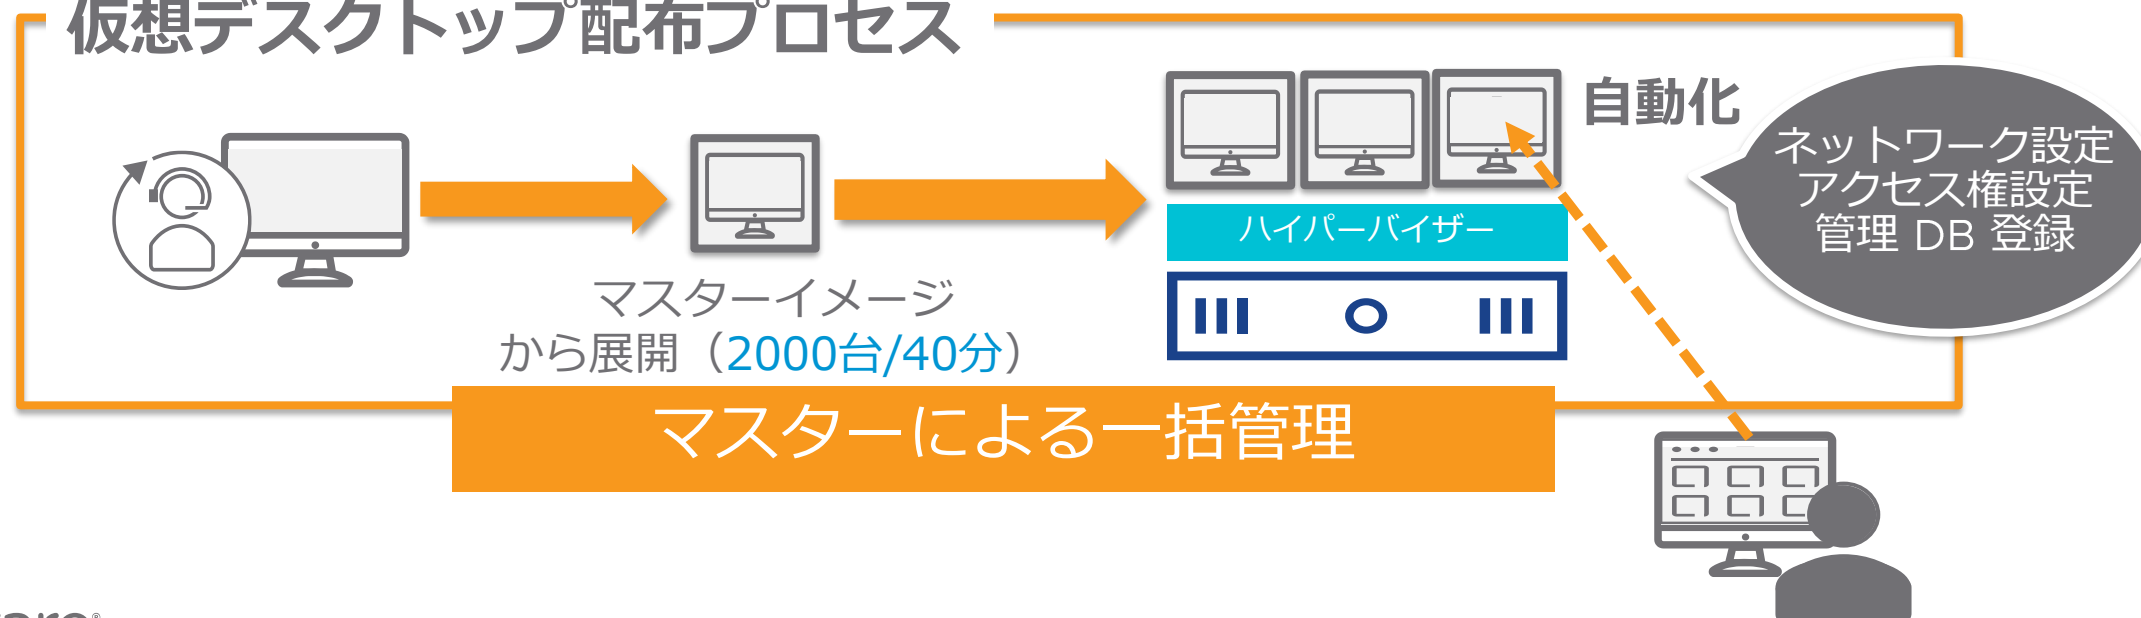 仮想デスクトップ配布プロセス
自動化
ネットワーク設定
アクセス権設定
管理 DB 登録
ハイパーバイザー
マスターイメージ
から展開（2000台/40分）
マスターによる一括管理